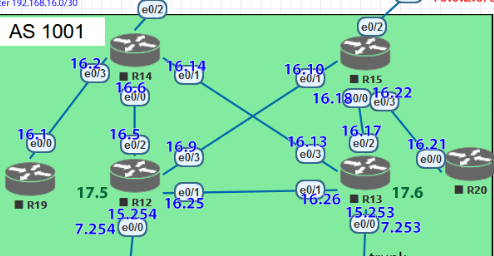 ter 192.168.16.0/30
e0/2
AS 1001
e0/2
16.2
e0/3
R14
16.14
e0/1
16.10
e0/1
R15
16.6
e0/0
16.18
e0/0
16.22
e0/3
16.1
e0/0
16.5
e0/2
16.9
e0/3
16.13
e0/3
16.17
e0/2
16.21
e0/0
R19
17.5
R12
e0/1
16.25
e0/1
16.26
R13
17.6
R20
15.254
7.254
e0/0
15.253
e0/0
7.253